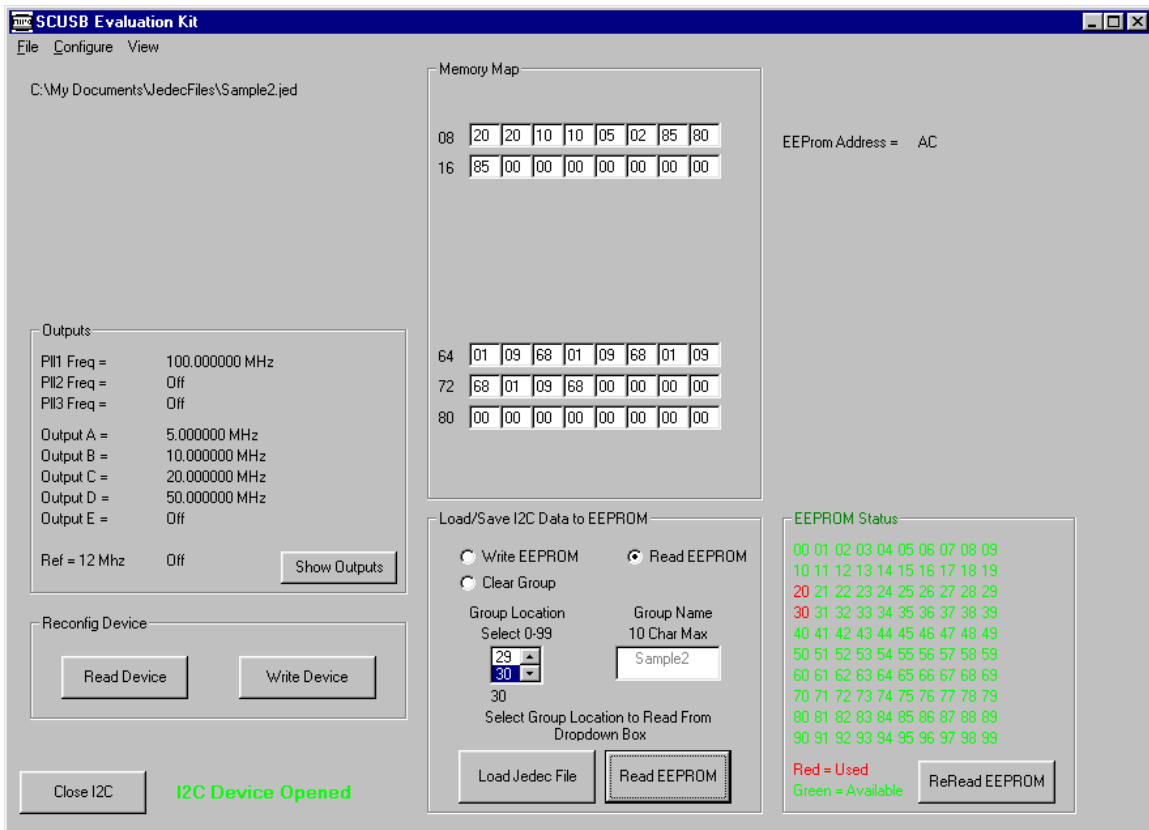 SCUSB Evaluation Kit
File Configure View
C:\My Documents\JedecFiles\Sample2.jed
Memory Map
08 20 20 10 10 05 02 85 80
16 85 00 00 00 00 00 00 00
64 01 09 68 01 09 68 01 09
72 68 01 09 68 00 00 00 00
80 00 00 00 00 00 00 00 00
EEProm Address = AC
Outputs
Pll1 Freq = 100.000000 MHz
Pll2 Freq = Off
Pll3 Freq = Off
Output A = 5.000000 MHz
Output B = 10.000000 MHz
Output C = 20.000000 MHz
Output D = 50.000000 MHz
Output E = Off
Ref = 12 Mhz Off
Show Outputs
Reconfig Device
Read Device Write Device
Close I2C I2C Device Opened
Load/Save I2C Data to EEPROM
Write EEPROM Read EEPROM
Clear Group
Group Location Group Name
Select 0-99 10 Char Max
29
30
Sample2
30
Select Group Location to Read From
Dropdown Box
Load Jedec File Read EEPROM
EEPROM Status
00 01 02 03 04 05 06 07 08 09
10 11 12 13 14 15 16 17 18 19
20 21 22 23 24 25 26 27 28 29
30 31 32 33 34 35 36 37 38 39
40 41 42 43 44 45 46 47 48 49
50 51 52 53 54 55 56 57 58 59
60 61 62 63 64 65 66 67 68 69
70 71 72 73 74 75 76 77 78 79
80 81 82 83 84 85 86 87 88 89
90 91 92 93 94 95 96 97 98 99
Red = Used
Green = Available
ReRead EEPROM